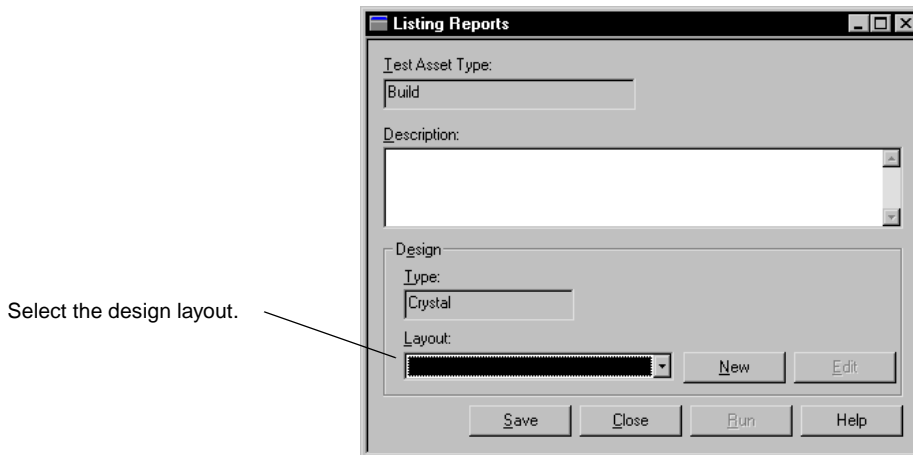 Listing Reports
Test Asset Type:
Build
Description:
Design
Type:
Crystal
Select the design layout.
Layout:
New
Edit
Save
Close
Run
Help